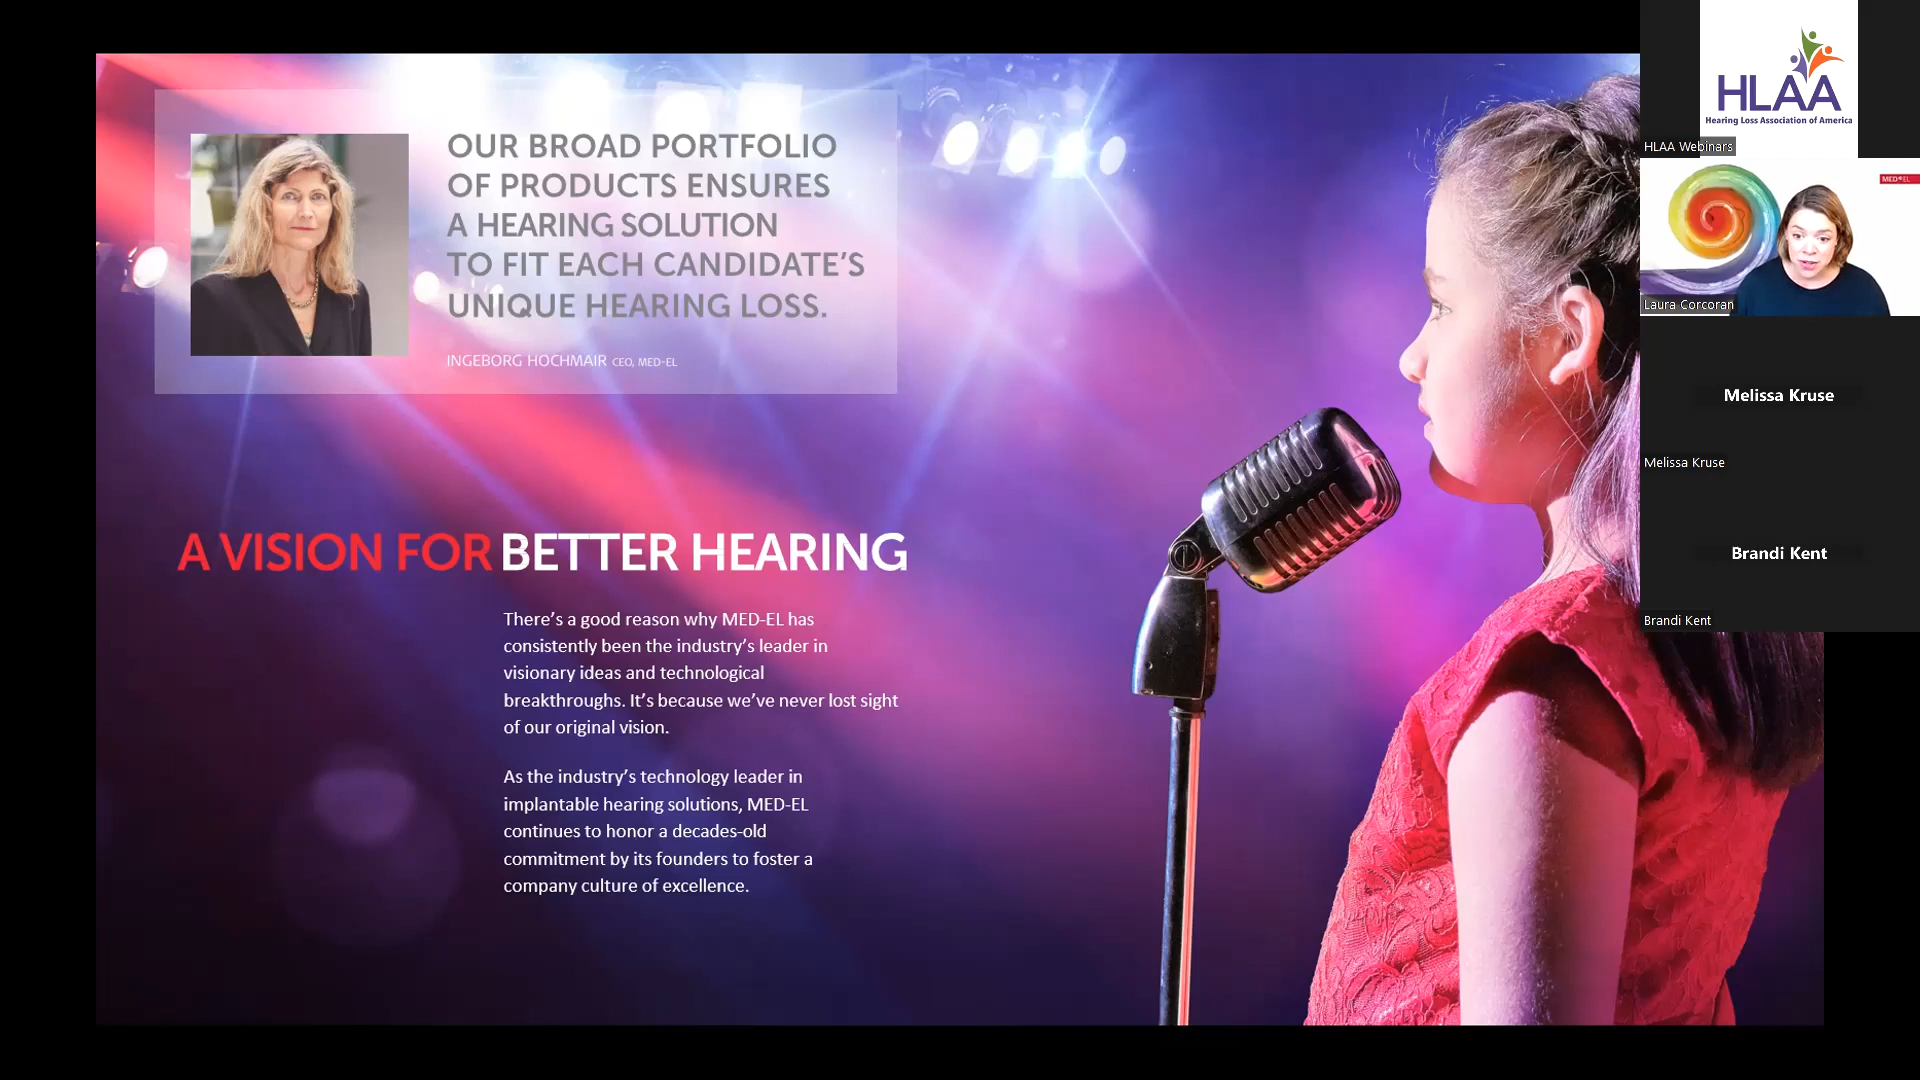 OUR BROAD PORTFOLIO
OF PRODUCTS ENSURES
A HEARING SOLUTION
TO FIT EACH CANDIDATE'S
UNIQUE HEARING LOSS.
INGEBORG HOCHMAIR CEO, MED-EL
A VISION FOR BETTER HEARING
There's a good reason why MED-EL has
consistently been the industry's leader in
visionary ideas and technological
breakthroughs. It's because we've never lost sight
of our original vision.
As the industry's technology leader in
implantable hearing solutions, MED-EL
continues to honor a decades-old
commitment by its founders to foster a
company culture of excellence.
HLAA
Hearing Loss Association of America
HLAA Webinars
MED-EL
Laura Corcoran
Melissa Kruse
Melissa Kruse
Brandi Kent
Brandi Kent